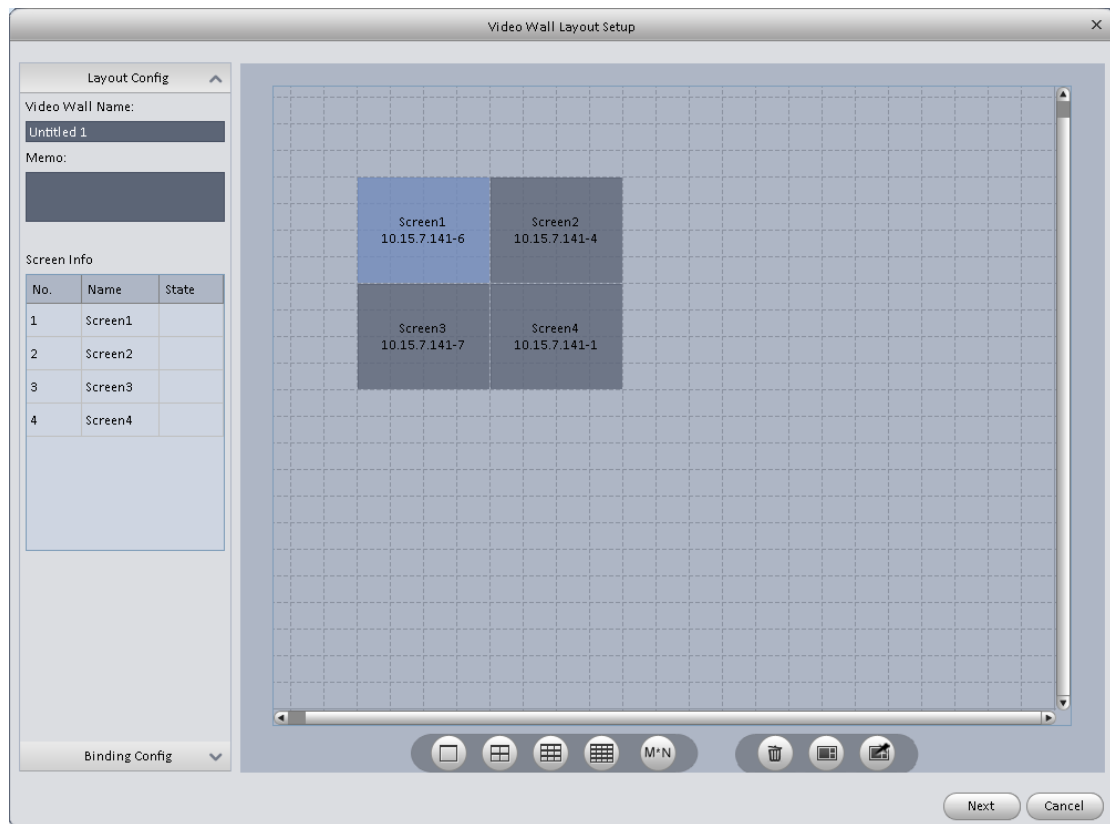 Video Wall Layout Setup
Layout Config
Video Wall Name:
Untitled 1
Memo:
Screen Info
No. Name State
1 Screen1
2 Screen2
3 Screen3
4 Screen4
Binding Config
Screen1
10.15.7.141-6
Screen2
10.15.7.141-4
Screen3
10.15.7.141-7
Screen4
10.15.7.141-1
M*N
Next
Cancel